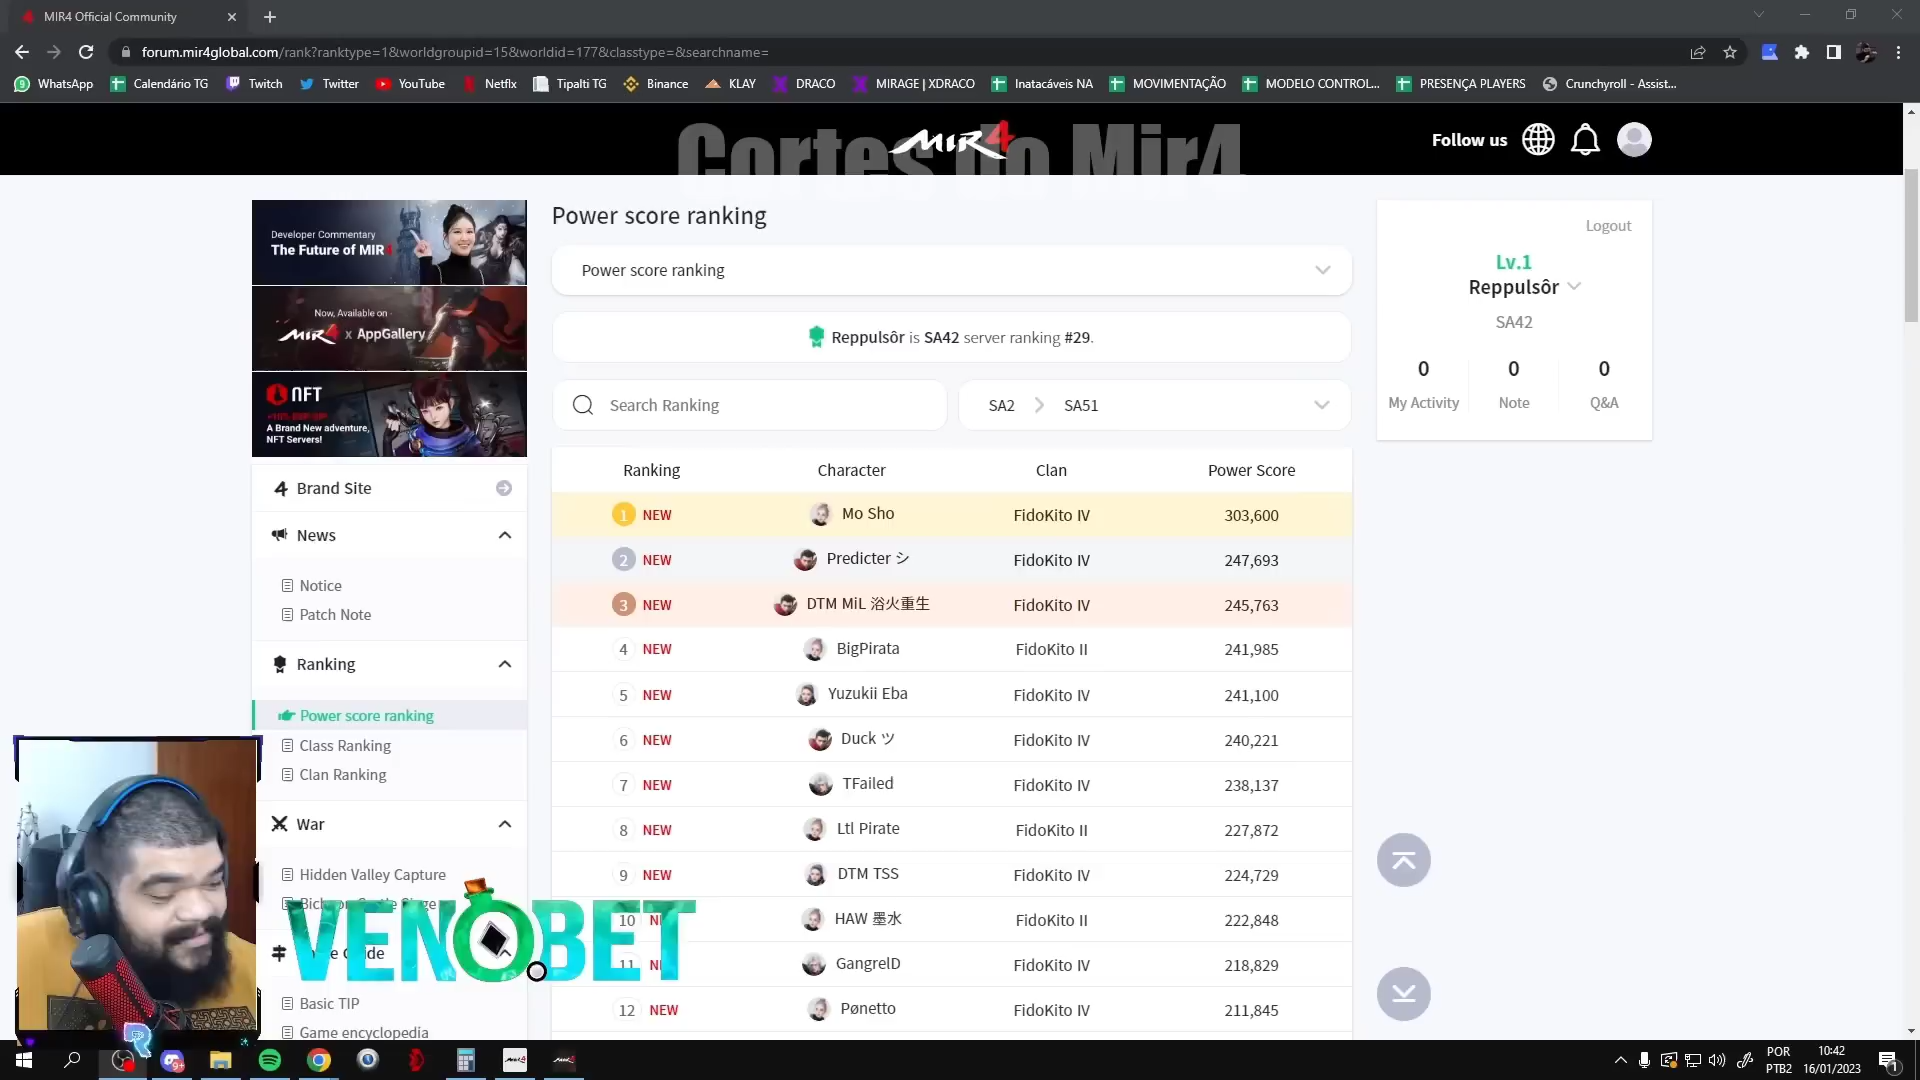 MIR4 Official Community
forum.mir4global.com/rank?ranktype=1&worldgroupid=15&worldid=177&classtype=&searchname=
WhatsApp
Calendário TG
Twitch
Twitter
YouTube
Netflx
Tipalti TG
Binance
KLAY
DRACO
MIRAGE | XDRACO
Inatacáveis NA
MOVIMENTAÇÃO
MODELO CONTROL...
PRESENÇA PLAYERS
Crunchyroll - Assist...
Cortes do Mir4
MIR4
Follow us
Developer Commentary
The Future of MIR4
Now, Available on
MIR4 x AppGallery
NFT
A Brand New adventure,
NFT Servers!
Brand Site
News
Notice
Patch Note
Ranking
Power score ranking
Class Ranking
Clan Ranking
War
Hidden Valley Capture
Basic TIP
Game encyclopedia
VENOBET
Power score ranking
Power score ranking
Reppulsôr is SA42 server ranking #29.
Search Ranking
SA2 > SA51
Ranking Character Clan Power Score
1 NEW Mo Sho FidoKito IV 303,600
2 NEW Predicter シ FidoKito IV 247,693
3 NEW DTM MiL 浴火重生 FidoKito IV 245,763
4 NEW BigPirata FidoKito II 241,985
5 NEW Yuzukii Eba FidoKito IV 241,100
6 NEW Duck ツ FidoKito IV 240,221
7 NEW TFailed FidoKito IV 238,137
8 NEW Ltl Pirate FidoKito II 227,872
9 NEW DTM TSS FidoKito IV 224,729
10 HAW 墨水 FidoKito II 222,848
11 GangrelD FidoKito IV 218,829
12 NEW Pønetto FidoKito IV 211,845
Logout
Lv.1
Reppulsôr
SA42
0 0 0
My Activity Note Q&A
POR
PTB2
10:42
16/01/2023